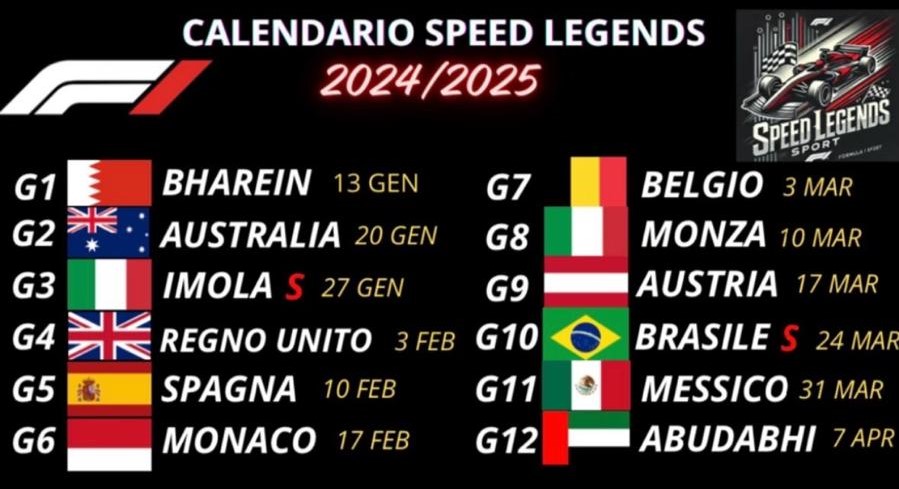 CALENDARIO SPEED LEGENDS
2024/2025
SPEED LEGENDS
SPORT
FORMULA 1 SPORT
G1 BHAREIN 13 GEN
G2 AUSTRALIA 20 GEN
G3 IMOLA S 27 GEN
G4 REGNO UNITO 3 FEB
G5 SPAGNA 10 FEB
G6 MONACO 17 FEB
G7 BELGIO 3 MAR
G8 MONZA 10 MAR
G9 AUSTRIA 17 MAR
G10 BRASILE S 24 MAR
G11 MESSICO 31 MAR
G12 ABUDABHI 7 APR